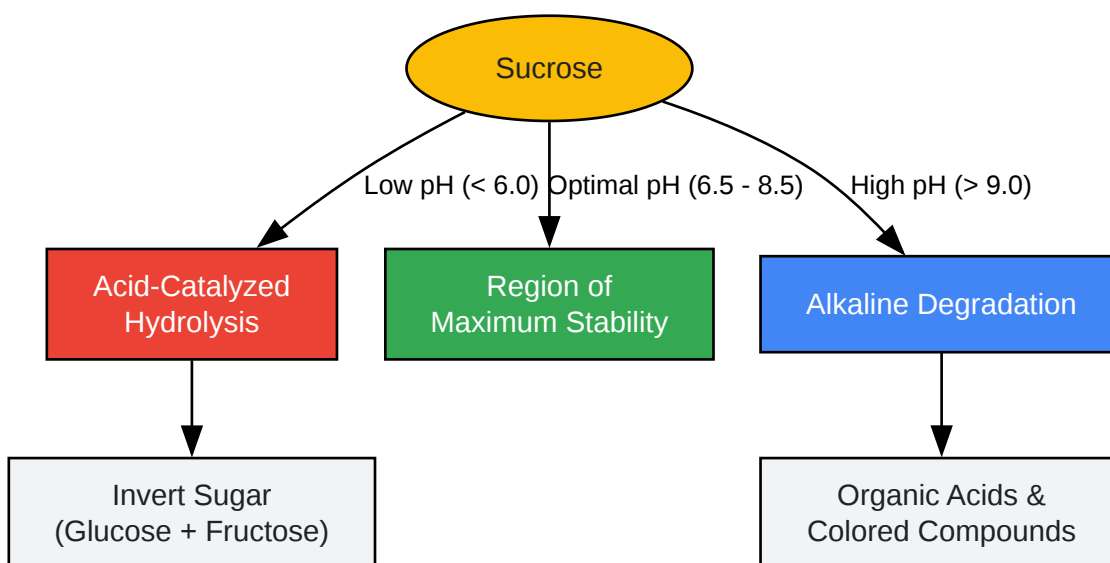 Sucrose
Low pH (< 6.0)
Optimal pH (6.5 - 8.5)
High pH (> 9.0)
Acid-Catalyzed
Hydrolysis
Region of
Maximum Stability
Alkaline Degradation
Invert Sugar
(Glucose + Fructose)
Organic Acids &
Colored Compounds